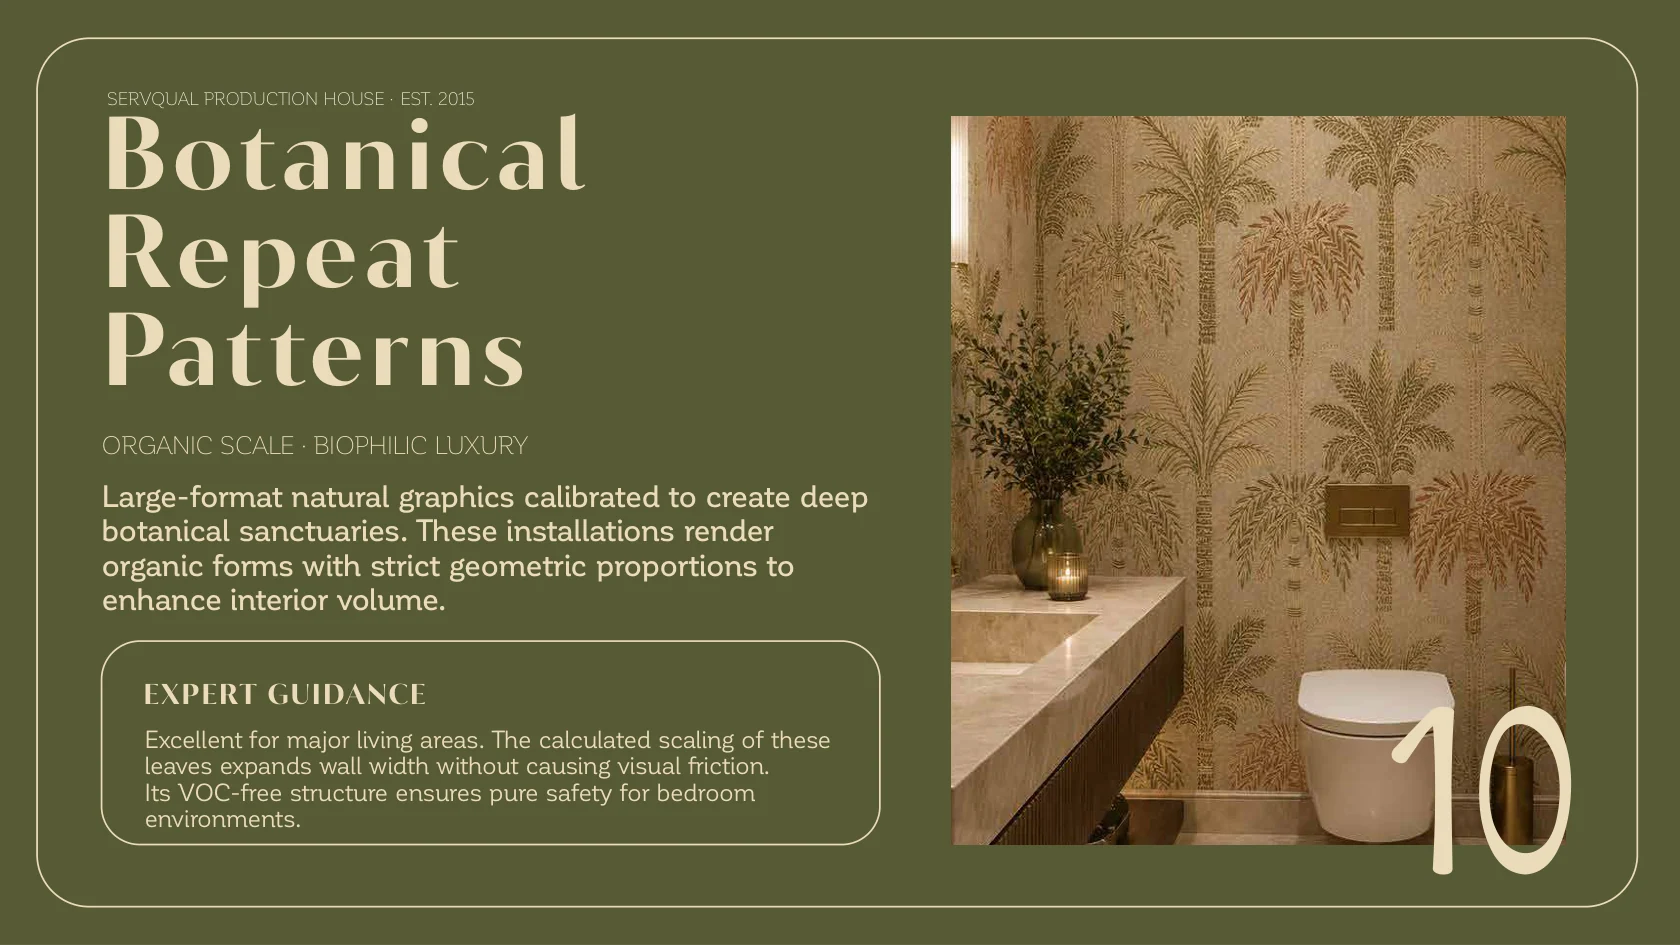 SERVQUAL PRODUCTION HOUSE · EST. 2015
Botanical
Repeat
Patterns
ORGANIC SCALE · BIOPHILIC LUXURY
Large-format natural graphics calibrated to create deep
botanical sanctuaries. These installations render
organic forms with strict geometric proportions to
enhance interior volume.
EXPERT GUIDANCE
Excellent for major living areas. The calculated scaling of these
leaves expands wall width without causing visual friction.
Its VOC-free structure ensures pure safety for bedroom
environments.
10